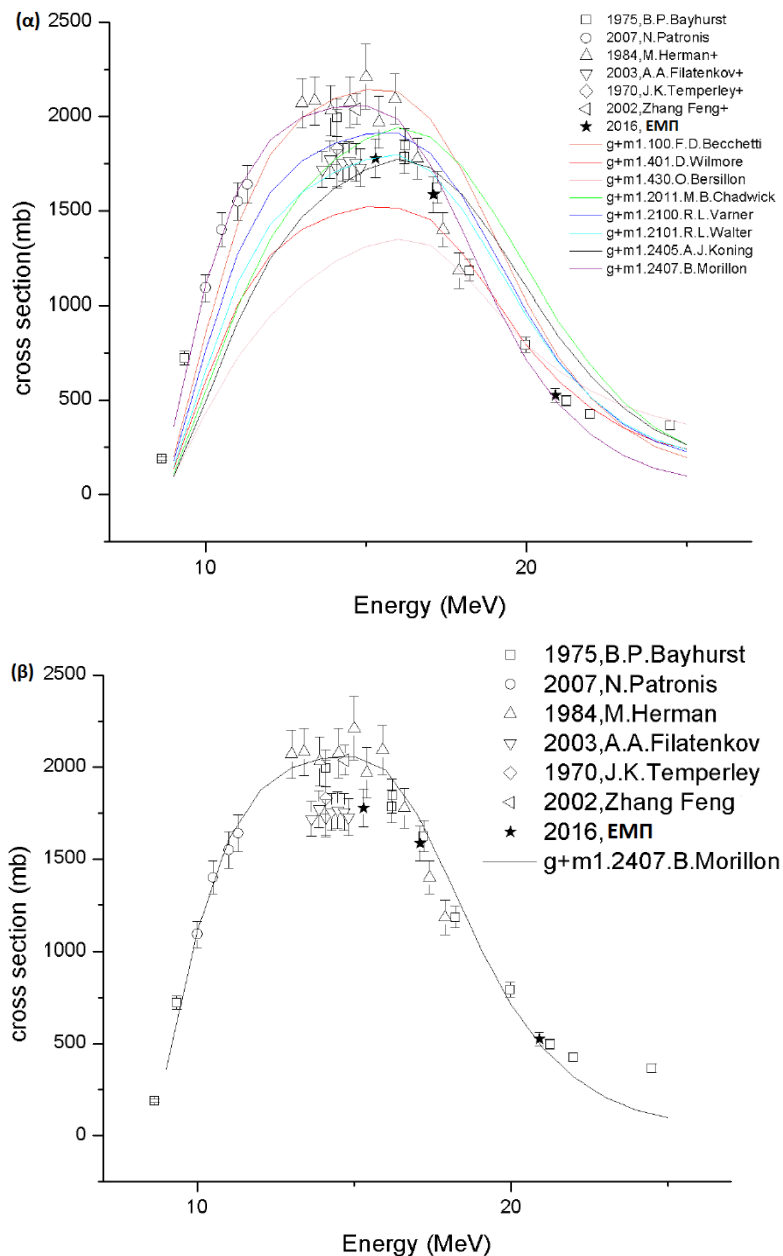 (α)
2500
2000
1500
1000
500
0
cross section(mb)
10
20
Energy (MeV)
1975,B.P.Bayhurst
2007,N.Patronis
1984,M.Herman+
2003,A.A.Filatenkov+
1970,J.K.Temperley+
2002,Zhang Feng+
2016, ΕΜΠ
g+m1.100.F.D.Becchetti
g+m1.401.D.Wilmore
g+m1.430.O.Bersillon
g+m1.2011.M.B.Chadwick
g+m1.2100.R.L.Varner
g+m1.2101.R.L.Walter
g+m1.2405.A.J.Koning
g+m1.2407.B.Morillon
(β)
2500
2000
1500
1000
500
0
cross section (mb)
10
20
Energy (MeV)
1975,B.P.Bayhurst
2007,N.Patronis
1984,M.Herman
2003,A.A.Filatenkov
1970,J.K.Temperley
2002,Zhang Feng
2016, ΕΜΠ
g+m1.2407.B.Morillon